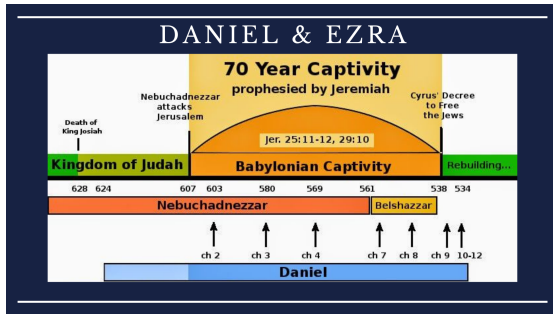 DANIEL & EZRA
70 Year Captivity
prophesied by Jeremiah
Nebuchadnezzar
attacks
Jerusalem
Cyrus' Decree
to Free
the Jews
Death of
King Josiah
Jer. 25:11-12, 29:10
Kingdom of Judah
Babylonian Captivity
Rebuilding...
628 624 607 603 580 569 561 538 534
Nebuchadnezzar
Belshazzar
ch 2 ch 3 ch 4 ch 7 ch 8 ch 9 10-12
Daniel